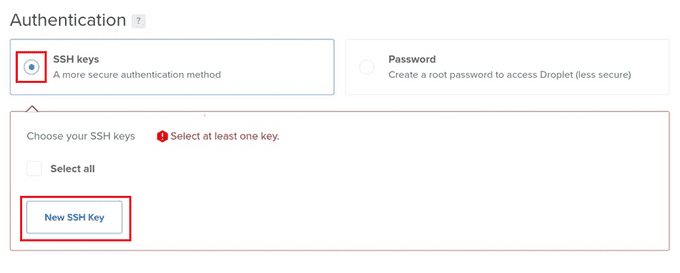 Authentication ?
SSH keys
A more secure authentication method
Password
Create a root password to access Droplet (less secure)
Choose your SSH keys
Select at least one key.
Select all
New SSH Key